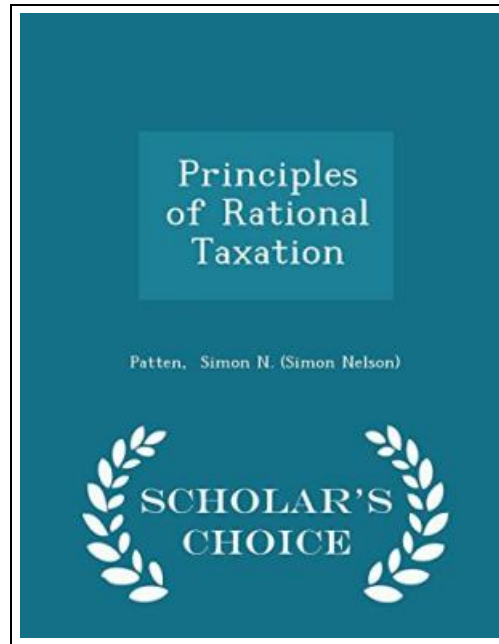 Principles
of Rational
Taxation
Patten, Simon N. (Simon Nelson)
SCHOLAR'S
CHOICE